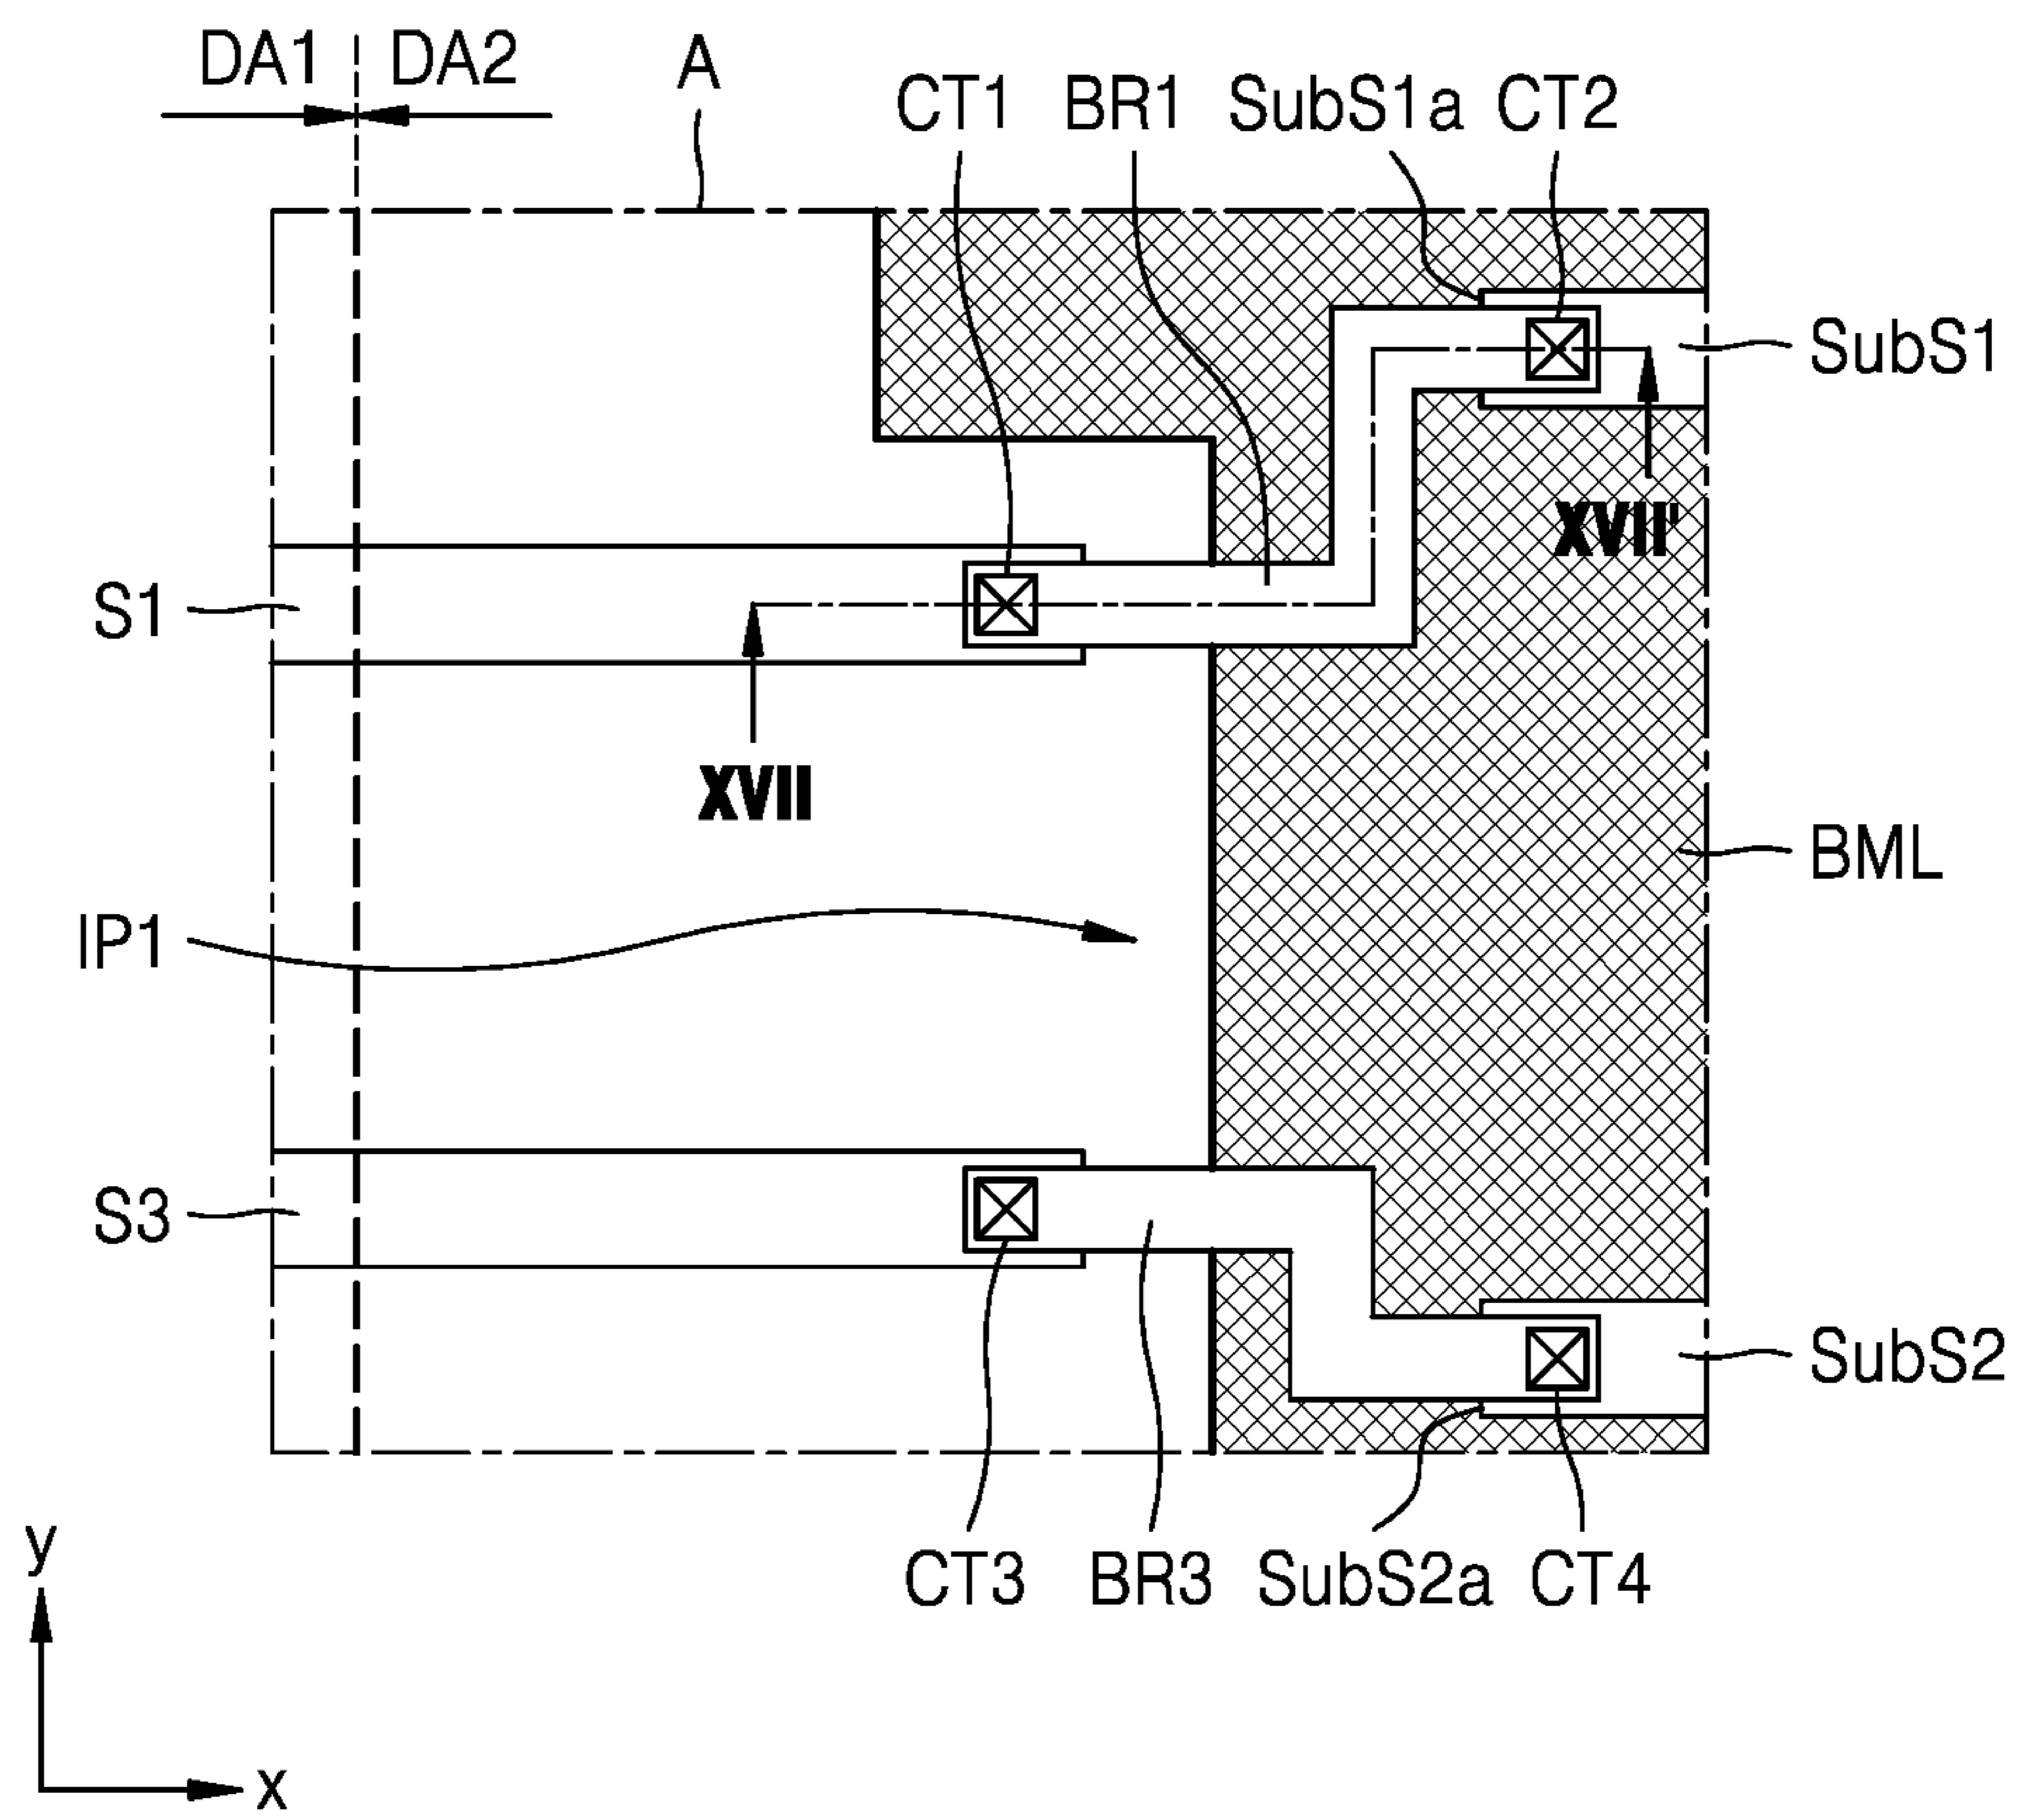 DA1 DA2 A
CT1 BR1 SubS1a CT2
SubS1
XVII'
S1
XVII
BML
IP1
S3
SubS2
CT3 BR3 SubS2a CT4
y
x